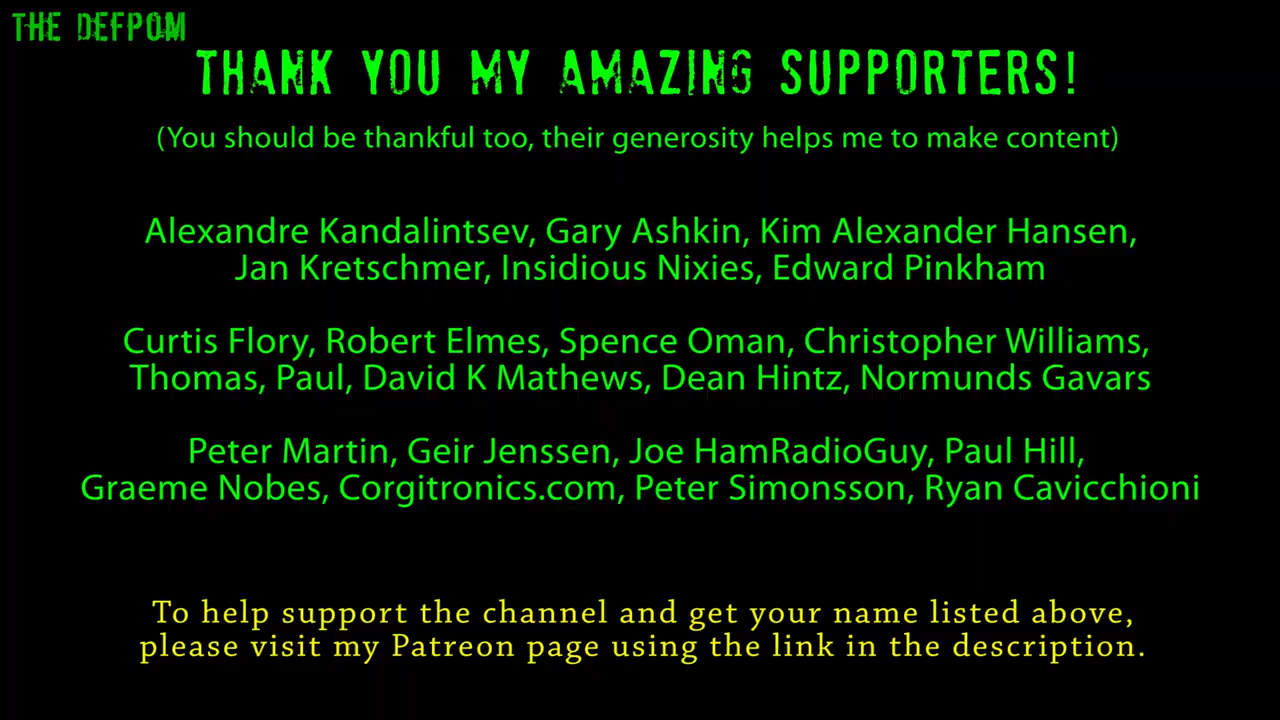 THE DEFPOM
THANK YOU MY AMAZING SUPPORTERS!
(You should be thankful too, their generosity helps me to make content)
Alexandre Kandalintsev, Gary Ashkin, Kim Alexander Hansen,
Jan Kretschmer, Insidious Nixies, Edward Pinkham
Curtis Flory, Robert Elmes, Spence Oman, Christopher Williams,
Thomas, Paul, David K Mathews, Dean Hintz, Normunds Gavars
Peter Martin, Geir Jenssen, Joe HamRadioGuy, Paul Hill,
Graeme Nobes, Corgitronics.com, Peter Simonsson, Ryan Cavicchioni
To help support the channel and get your name listed above,
please visit my Patreon page using the link in the description.